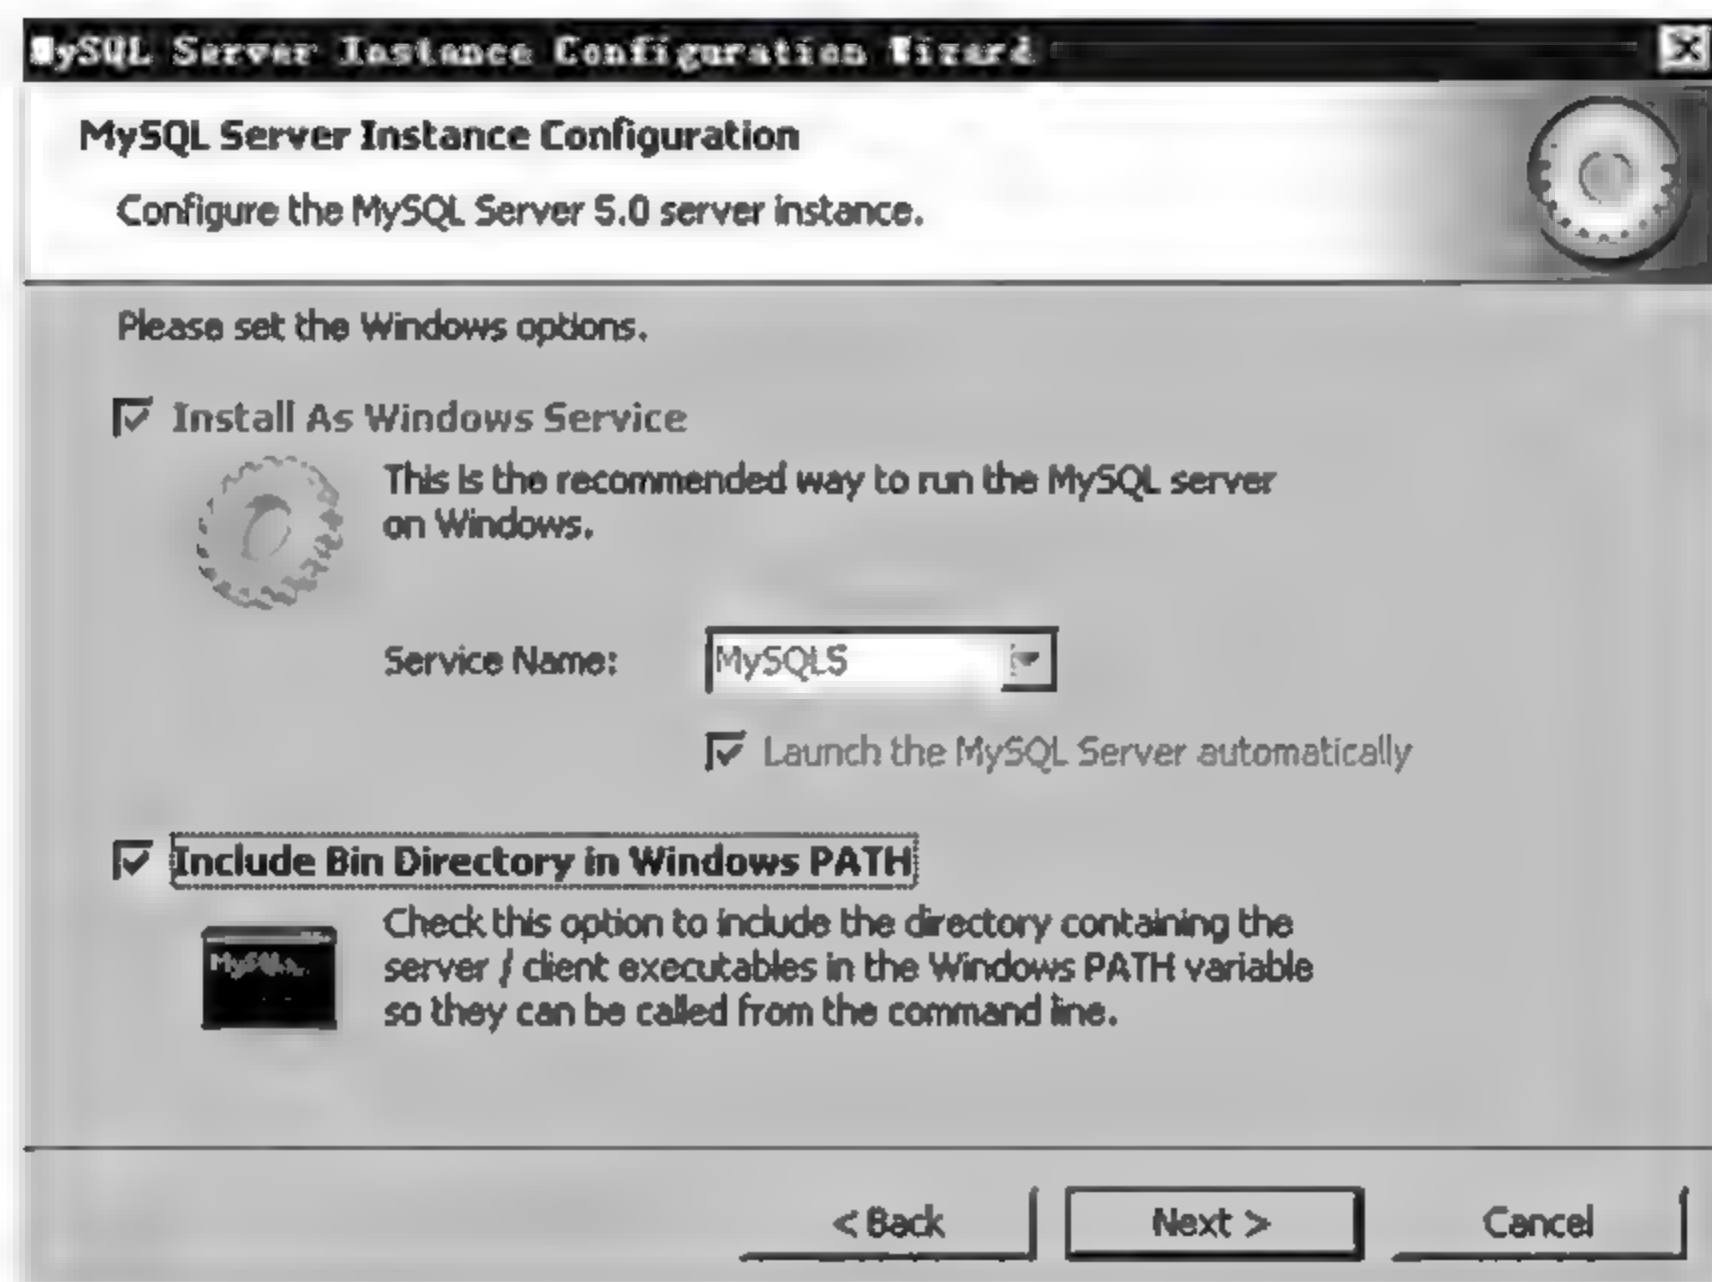 MySQL Server Instance Configuration Wizard
MySQL Server Instance Configuration
Configure the MySQL Server 5.0 server instance.
Please set the Windows options.
Install As Windows Service
This is the recommended way to run the MySQL server
on Windows.
Service Name: MySQL5
Launch the MySQL Server automatically
Include Bin Directory in Windows PATH
Check this option to include the directory containing the
server / client executables in the Windows PATH variable
so they can be called from the command line.
< Back Next > Cancel